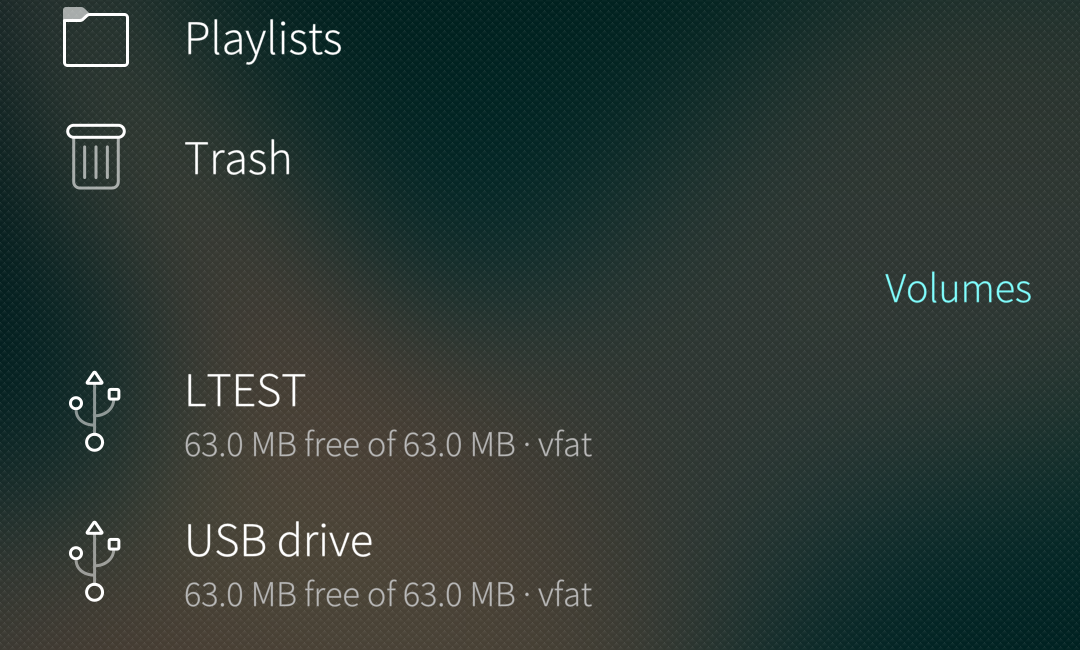 Playlists
Trash
Volumes
LTEST
63.0 MB free of 63.0 MB · vfat
USB drive
63.0 MB free of 63.0 MB · vfat